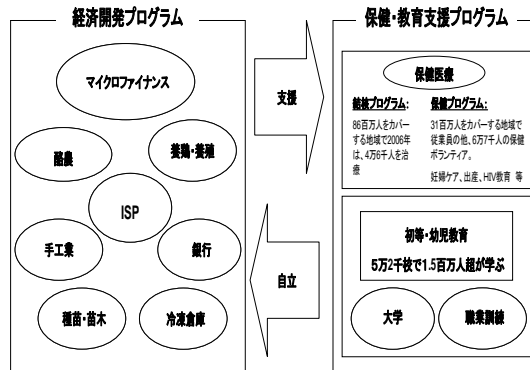 経済開発プログラム
マイクロファイナンス
酪農
養鶏・養殖
ISP
手工業
銀行
種苗・苗木
冷凍倉庫
支援
自立
保健・教育支援プログラム
保健医療
結核プログラム:
86百万人をカバー
する地域で2006年
は、4万6千人を治
療
保健プログラム:
31百万人をカバーする地域で
従業員の他、6万7千人の保健
ボランティア。
妊婦ケア、出産、HIV教育 等
初等・幼児教育
5万2千校で1.5百万人超が学ぶ
大学
職業訓練